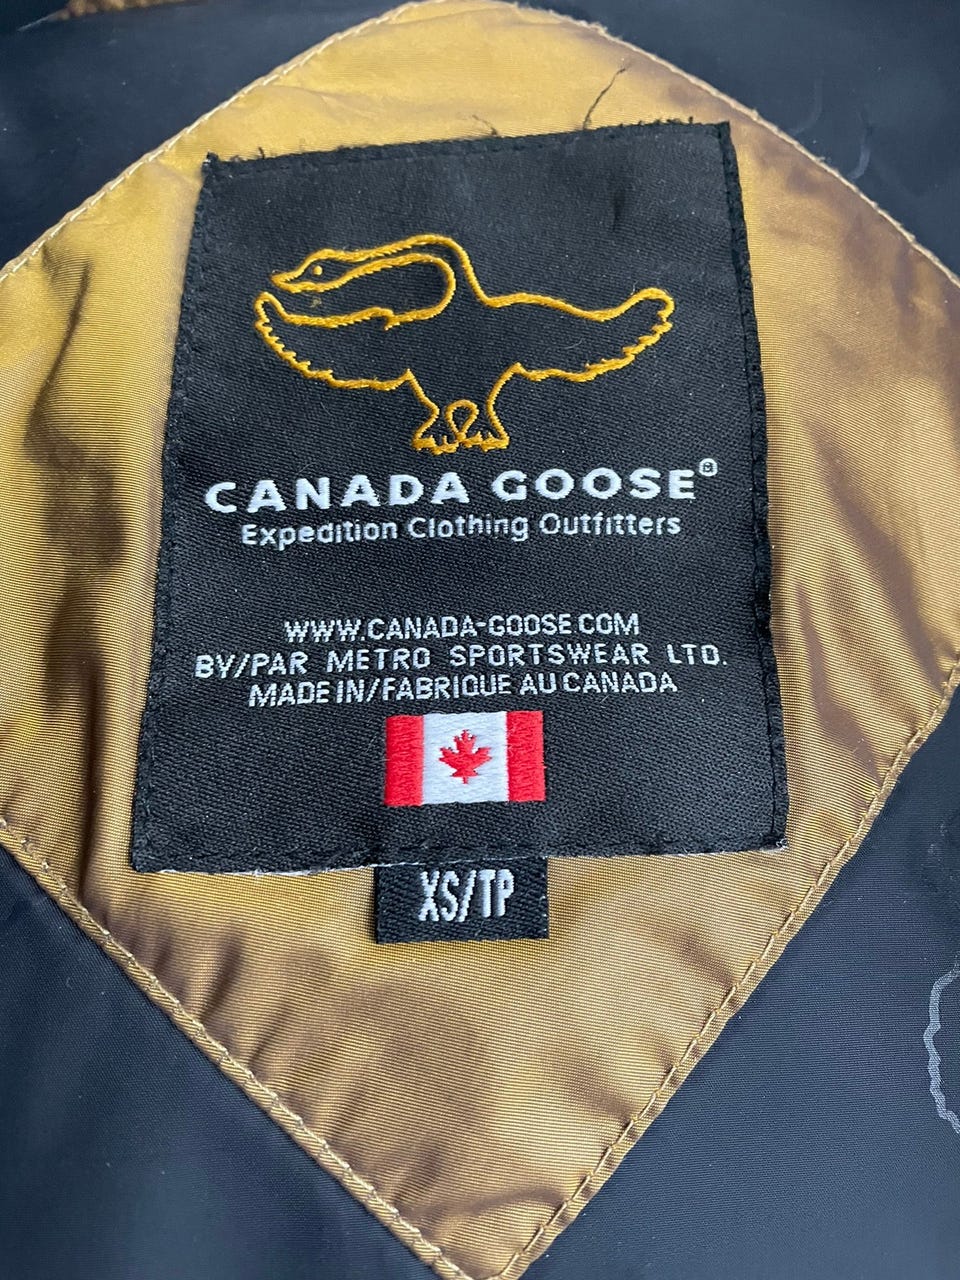 CANADA GOOSE®
Expedition Clothing Outfitters
WWW.CANADA-GOOSE.COM
BY/PAR METRO SPORTSWEAR LTD.
MADE IN/FABRIQUE AU CANADA
XS/TP